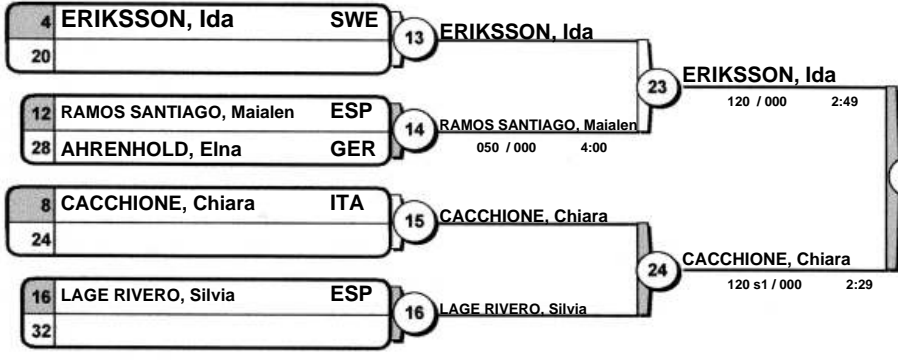 4 ERIKSSON, Ida SWE
20
13 ERIKSSON, Ida
12 RAMOS SANTIAGO, Maialen ESP
28 AHRENHOLD, Elna GER
14 RAMOS SANTIAGO, Maialen
050 / 000 4:00
23 ERIKSSON, Ida
120 / 000 2:49
8 CACCHIONE, Chiara ITA
24
15 CACCHIONE, Chiara
16 LAGE RIVERO, Silvia ESP
32
16 LAGE RIVERO, Silvia
24 CACCHIONE, Chiara
120 s1 / 000 2:29